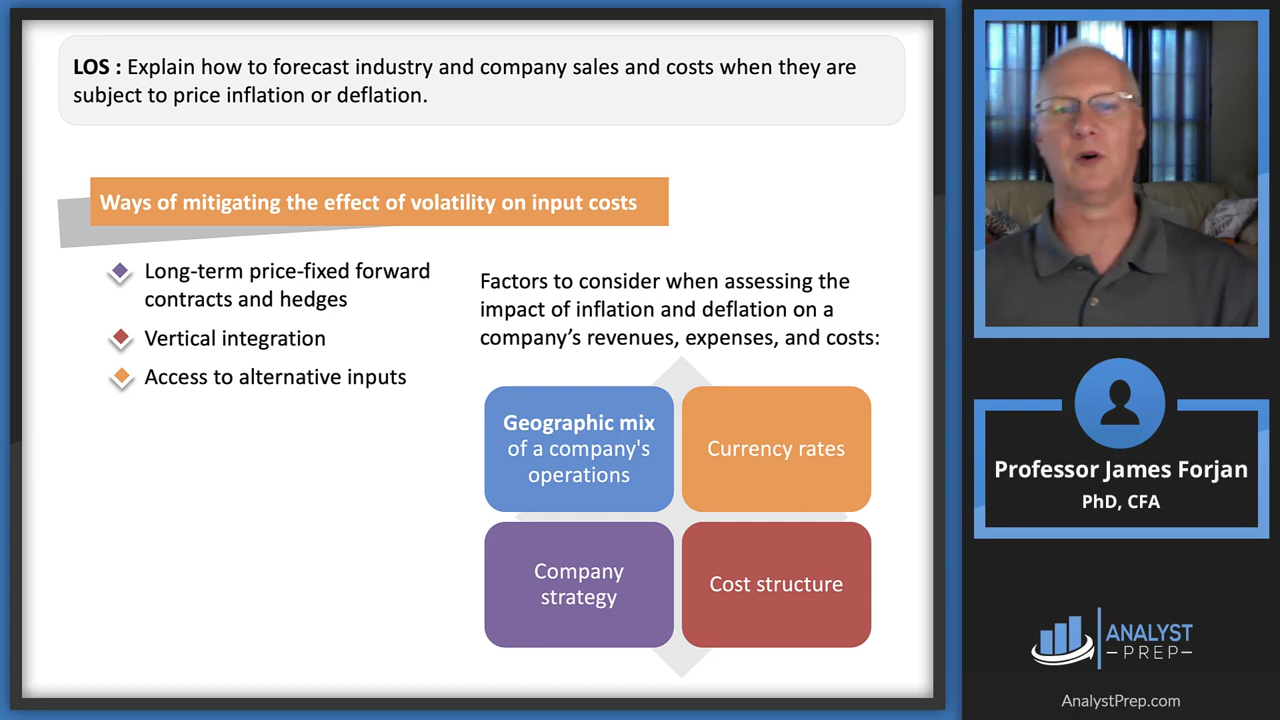 LOS : Explain how to forecast industry and company sales and costs when they are
subject to price inflation or deflation.
Ways of mitigating the effect of volatility on input costs
Long-term price-fixed forward
contracts and hedges
Vertical integration
Access to alternative inputs
Factors to consider when assessing the
impact of inflation and deflation on a
company's revenues, expenses, and costs:
Geographic mix
of a company's
operations
Currency rates
Company
strategy
Cost structure
Professor James Forjan
PhD, CFA
ANALYST
—PREP—
AnalystPrep.com